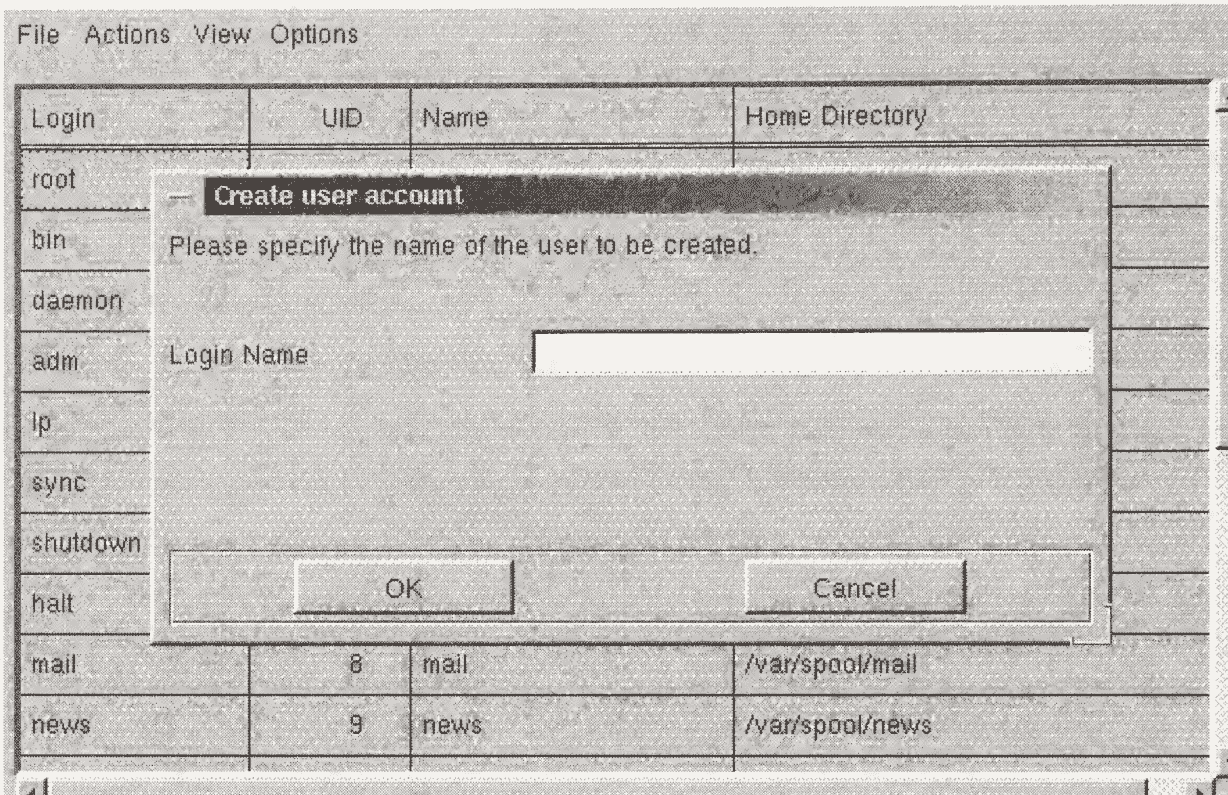 File Actions View Options
Login UID Name Home Directory
root
Create user account
bin
Please specify the name of the user to be created.
daemon
adm
Login Name
lp
sync
shutdown
halt
OK Cancel
mail 8 mail /var/spool/mail
news 9 news /var/spool/news